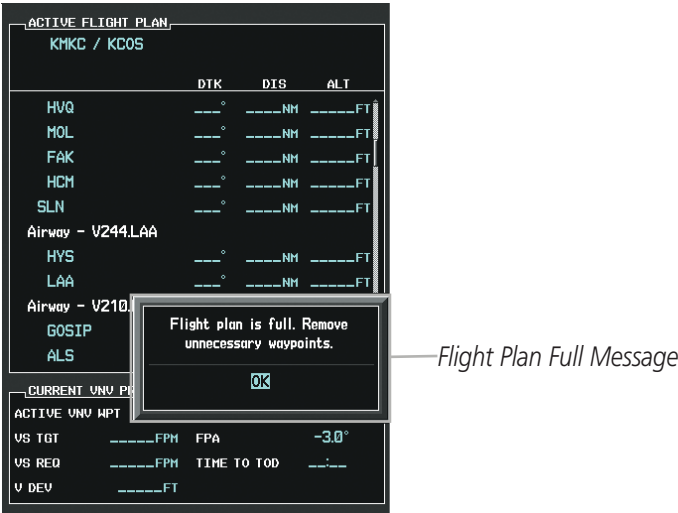 ACTIVE FLIGHT PLAN
KMKC / KCOS
DTK DIS ALT
HVQ ___° ____NM _____FT
MOL ___° ____NM _____FT
FAK ___° ____NM _____FT
HCM ___° ____NM _____FT
SLN ___° ____NM _____FT
Airway - V244.LAA
HYS ___° ____NM _____FT
LAA ___° ____NM _____FT
Airway - V210.
GOSIP
ALS
Flight plan is full. Remove
unnecessary waypoints.
OK
Flight Plan Full Message
CURRENT VNV
ACTIVE VNV WPT
VS TGT _____FPM FPA -3.0°
VS REQ _____FPM TIME TO TOD __:__
V DEV _____FT